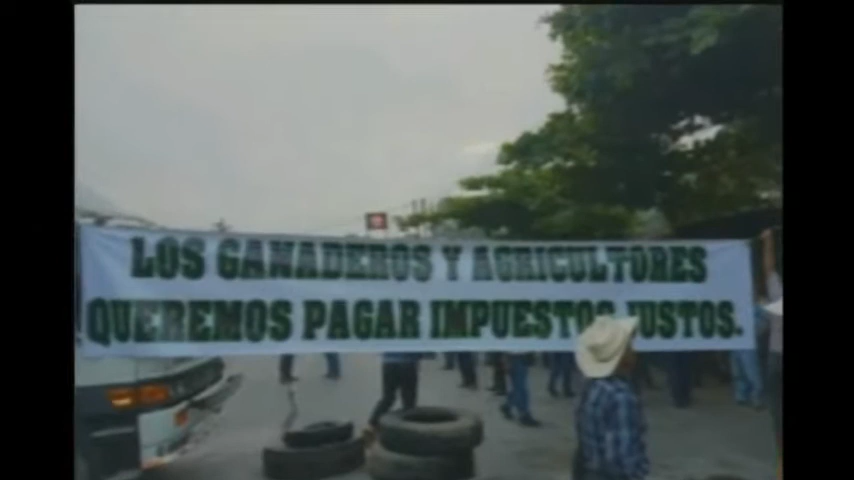 LOS GANADEROS Y AGRICULTORES
QUEREMOS PAGAR IMPUESTOS JUSTOS.